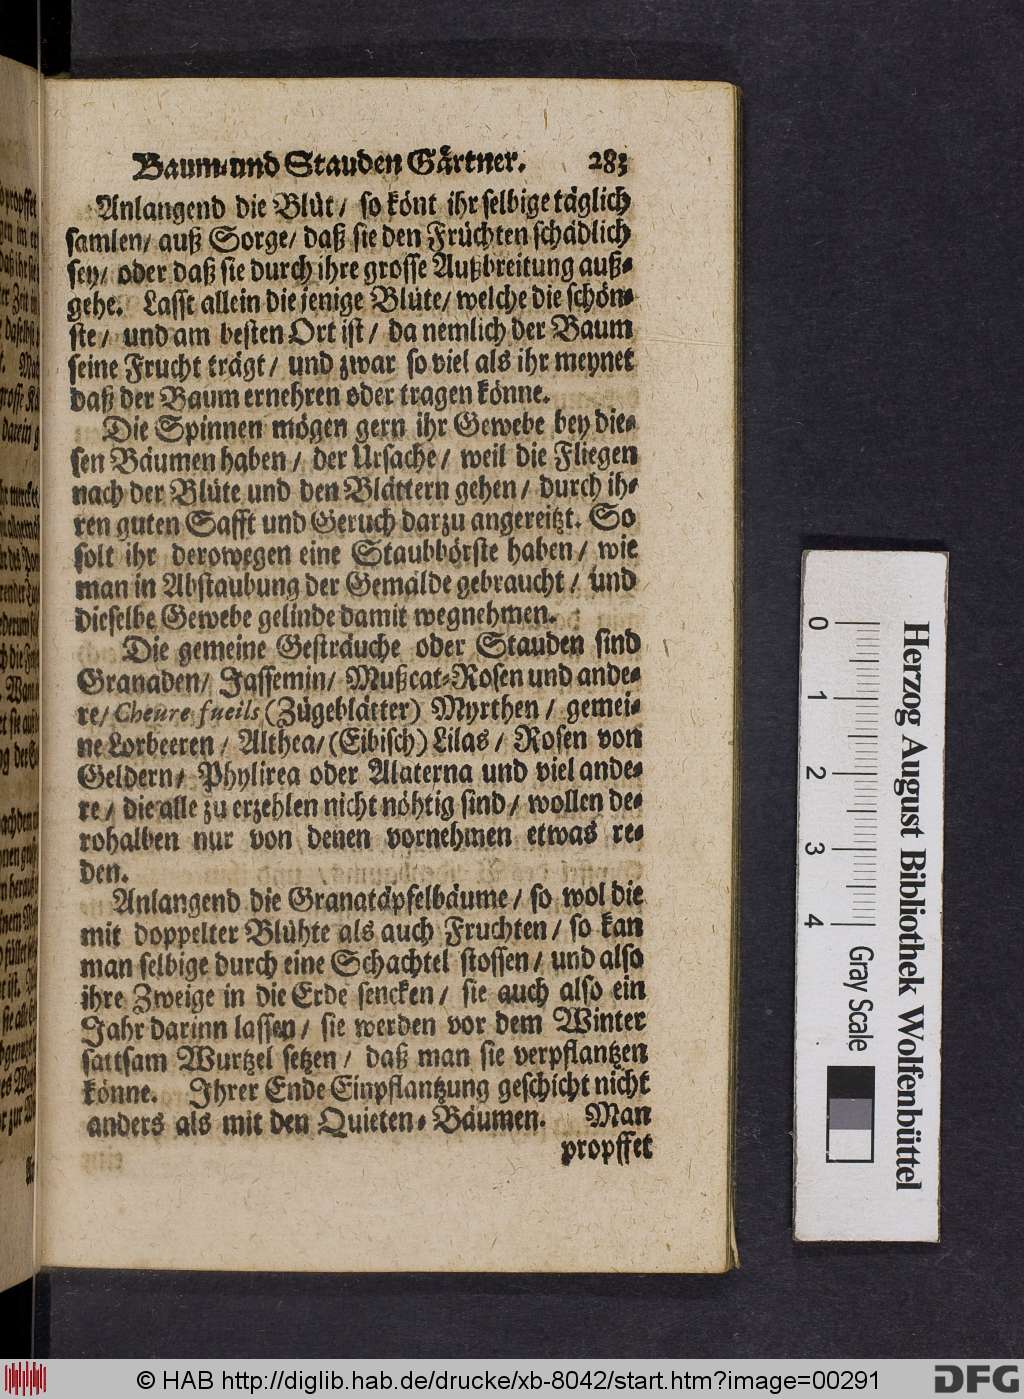 Baum- und Stauden Gärtner. 283
Anlangend die Blüt / so könt ihr selbige täglich
samlen / auß Sorge / daß sie den Früchten schädlich
sey / oder daß sie durch ihre grosse Außbreitung auß-
gehe. Lasst allein die jenige Blüte / welche die schön-
ste / und am besten Ort ist / da nemlich der Baum
seine Frucht trägt / und zwar so viel als ihr meynet
daß der Baum ernehren oder tragen könne.
Die Spinnen mögen gern ihr Gewebe bey die-
sen Bäumen haben / der Ursache / weil die Fliegen
nach der Blüte und den Blättern gehen / durch ih-
ren guten Safft und Geruch darzu angereitzt. So
solt ihr derowegen eine Staubbörste haben / wie
man in Abstaubung der Gemälde gebraucht / und
dieselbe Gewebe gelinde damit wegnehmen.
Die gemeine Gesträuche oder Stauden sind
Granaden / Jassemin / Mußcat-Rosen und ande-
re / Cheure fueils (Zügeblätter) Myrthen / gemei-
ne Lorbeeren / Althea / (Eibisch) Lilas / Rosen von
Geldern / Phylirea oder Alaterna und viel ande-
re / die alle zu erzehlen nicht nöhtig sind / wollen de-
rohalben nur von denen vornehmen etwas re-
den.
Anlangend die Granatäpfelbäume / so wol die
mit doppelter Blühte als auch Fruchten / so kan
man selbige durch eine Schachtel stossen / und also
ihre Zweige in die Erde sencken / sie auch also ein
Jahr darinn lassen / sie werden vor dem Winter
sattsam Wurtzel setzen / daß man sie verpflantzen
könne. Ihrer Ende Einpflantzung geschicht nicht
anders als mit den Quieten-Bäumen. Man
propffet
0 1 2 3 4
Herzog August Bibliothek Wolfenbüttel
Gray Scale
© HAB http://diglib.hab.de/drucke/xb-8042/start.htm?image=00291
DFG